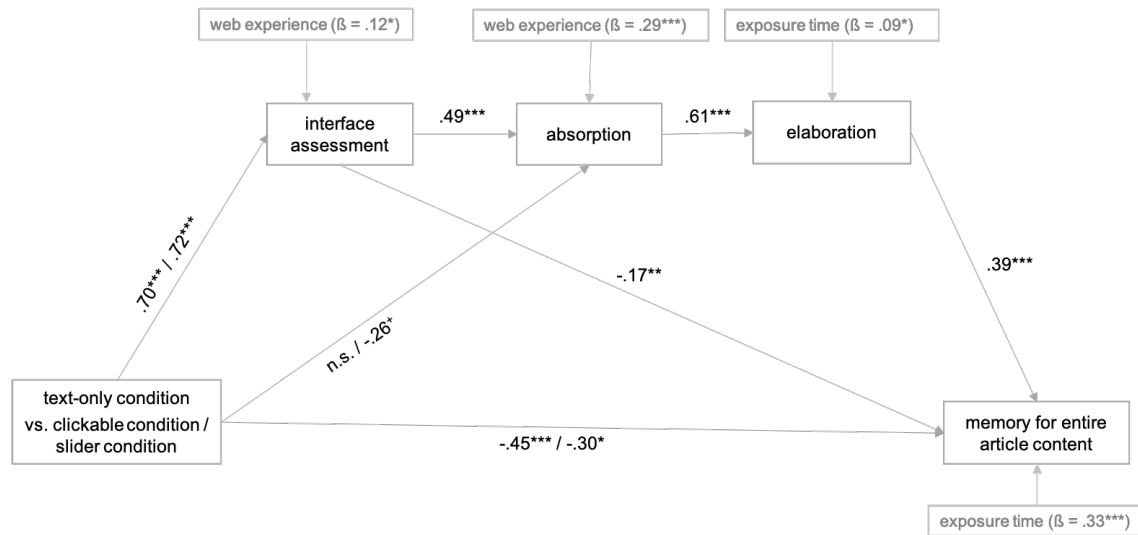 web experience (ß = .12*)
web experience (ß = .29***)
exposure time (ß = .09*)
interface
assessment
.49***
absorption
.61***
elaboration
.70*** / .72***
-.17**
.39***
n.s. / -.26⁺
text-only condition
vs. clickable condition /
slider condition
-.45*** / -.30*
memory for entire
article content
exposure time (ß = .33***)